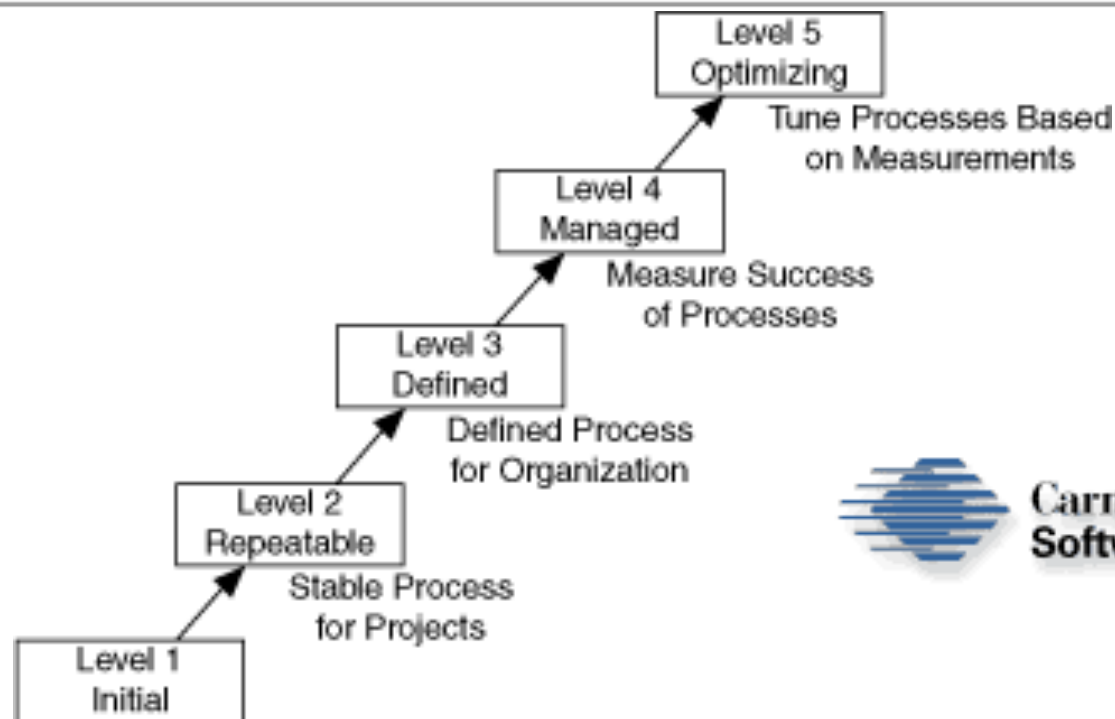 Level 5
Optimizing
Tune Processes Based
on Measurements
Level 4
Managed
Measure Success
of Processes
Level 3
Defined
Defined Process
for Organization
Level 2
Repeatable
Stable Process
for Projects
Level 1
Initial